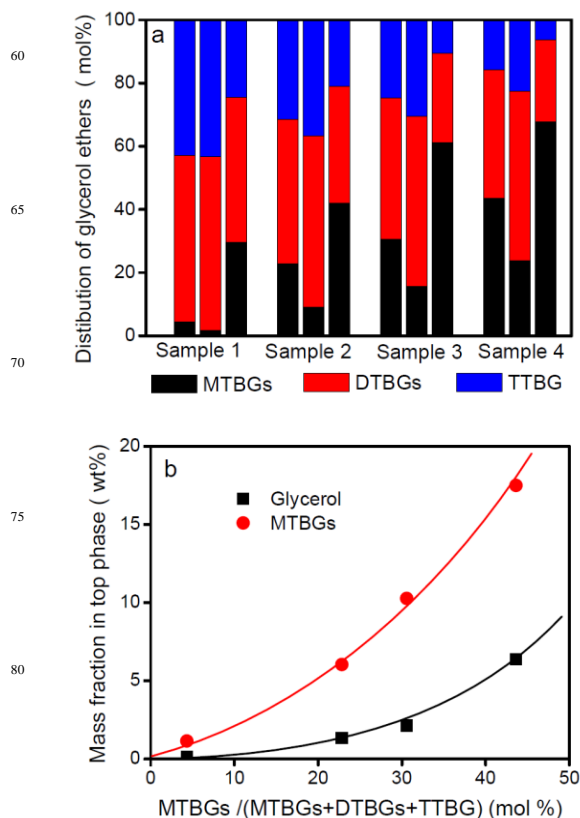 60
65
70
75
80
a
Distibution of glycerol ethers ( mol%)
100
80
60
40
20
0
Sample 1 Sample 2 Sample 3 Sample 4
MTBGs DTBGs TTBG
b
Mass fraction in top phase ( wt%)
20
15
10
5
0
Glycerol
MTBGs
0 10 20 30 40 50
MTBGs /(MTBGs+DTBGs+TTBG) (mol %)